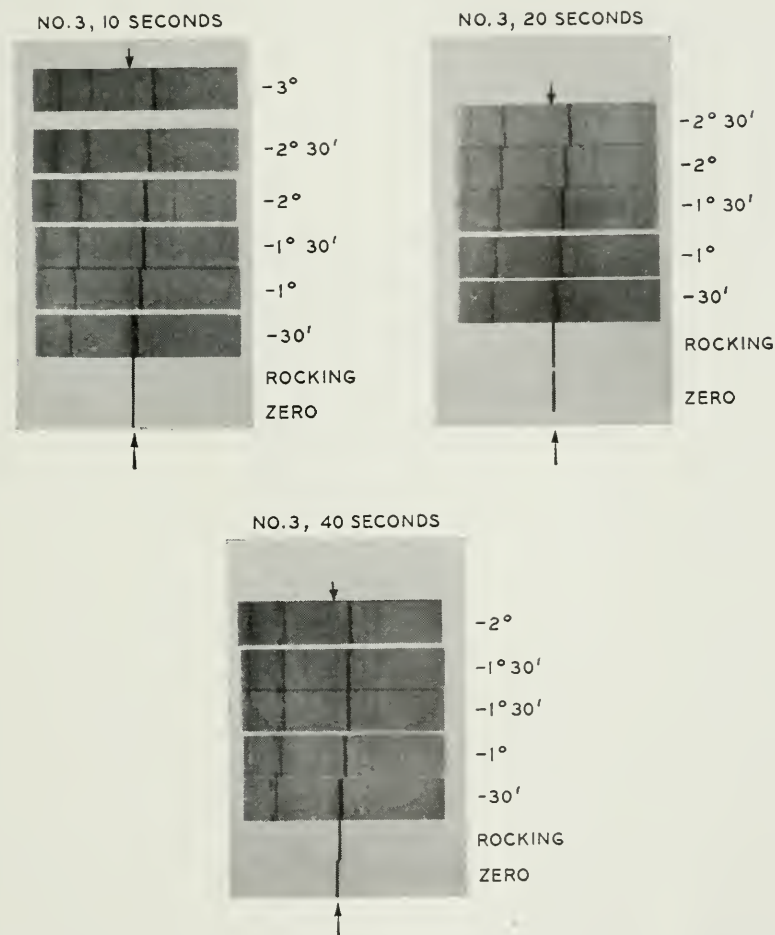 NO.3, 10 SECONDS
-3°
-2° 30'
-2°
-1° 30'
-1°
-30'
ROCKING
ZERO
NO.3, 20 SECONDS
-2° 30'
-2°
-1° 30'
-1°
-30'
ROCKING
ZERO
NO.3, 40 SECONDS
-2°
-1° 30'
-1° 30'
-1°
-30'
ROCKING
ZERO